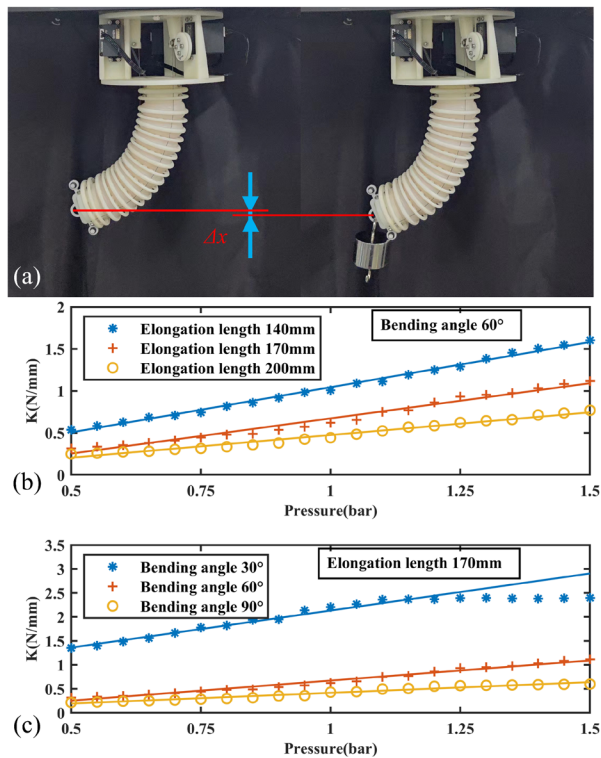 Δx
(a)
2
1.5
1
0.5
0
K(N/mm)
Elongation length 140mm
Elongation length 170mm
Elongation length 200mm
Bending angle 60°
0.5
0.75
1
1.25
1.5
Pressure(bar)
(b)
3.5
3
2.5
2
1.5
1
0.5
0
K(N/mm)
Bending angle 30°
Bending angle 60°
Bending angle 90°
Elongation length 170mm
0.5
0.75
1
1.25
1.5
Pressure(bar)
(c)